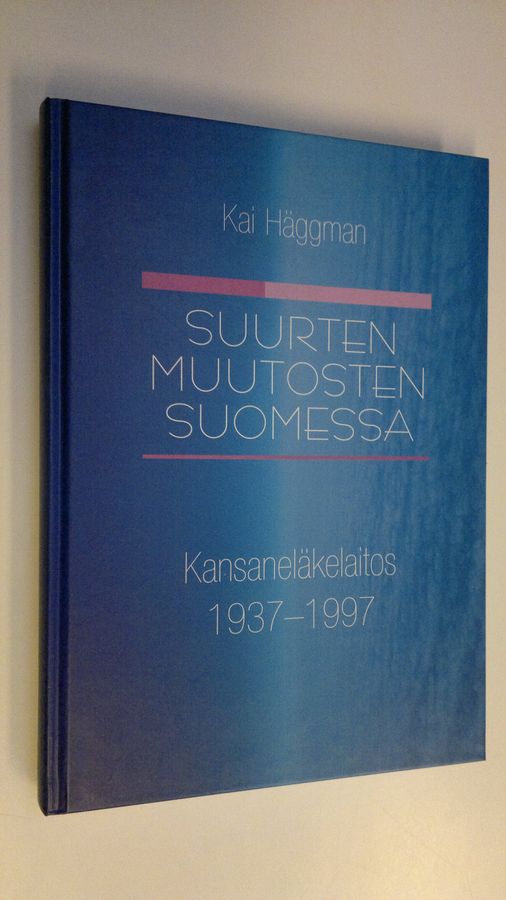 Kai Häggman
SUURTEN
MUUTOSTEN
SUOMESSA
Kansaneläkelaitos
1937–1997